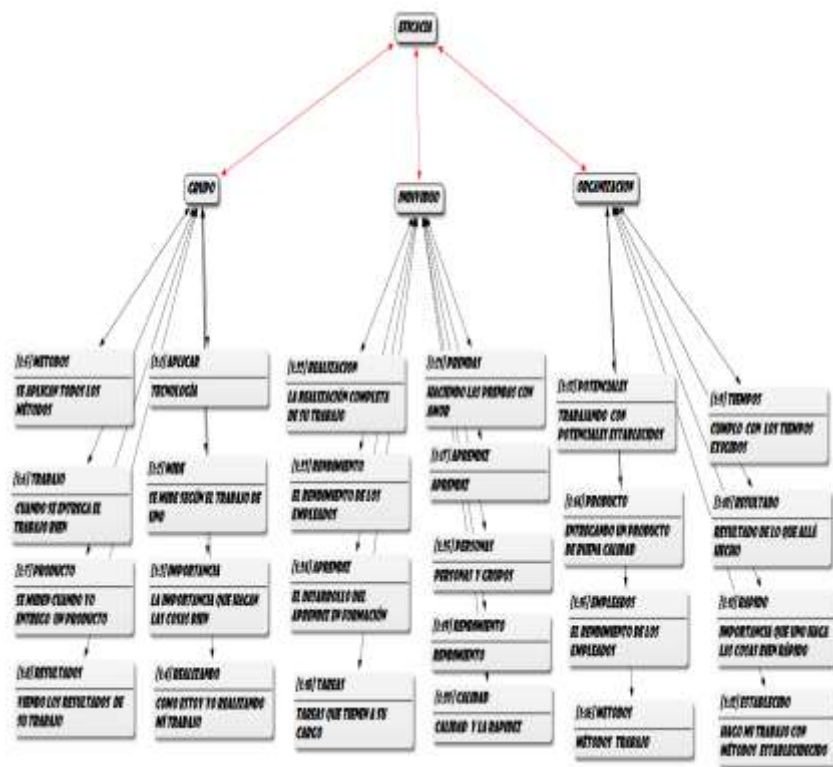 EFICACIA
GRUPO
INDIVIDUO
ORGANIZACION
METODOS
SE APLICAN TODOS LOS
MÉTODOS
APLICAR
TECNOLOGÍA
TRABAJO
CUANDO SE ENTREGA EL
TRABAJO BIEN
MIDE
SE MIDE SEGÚN EL TRABAJO DE
UNO
PRODUCTO
SE MIDEN CUANDO YO
ENTREGO UN PRODUCTO
IMPORTANCIA
LA IMPORTANCIA QUE HAGAN
LAS COSAS BIEN
RESULTADOS
VIENDO LOS RESULTADOS DE
SU TRABAJO
REALIZANDO
COMO ESTOY YO REALIZANDO
MI TRABAJO
REALIZACION
LA REALIZACIÓN COMPLETA
DE SU TRABAJO
PRENDAS
HACIENDO LAS PRENDAS CON
AMOR
RENDIMIENTO
EL RENDIMIENTO DE LOS
EMPLEADOS
APRENDIZ
APRENDIZ
APRENDIZ
EL DESARROLLO DEL
APRENDIZ EN FORMACIÓN
PERSONAS
PERSONAS Y GRUPOS
RENDIMIENTO
RENDIMIENTO
TAREAS
TAREAS QUE TIENEN A SU
CARGO
CALIDAD
CALIDAD Y LA RAPIDEZ
POTENCIALES
TRABAJANDO CON
POTENCIALES ESTABLECIDOS
TIEMPOS
CUMPLO CON LOS TIEMPOS
EXIGIDOS
PRODUCTO
ENTREGANDO UN PRODUCTO
DE BUENA CALIDAD
RESULTADO
RESULTADO DE LO QUE ALLÁ
HECHO
EMPLEADOS
EL RENDIMIENTO DE LOS
EMPLEADOS
RAPIDO
IMPORTANCIA QUE UNO HAGA
LAS COSAS BIEN RÁPIDO
METODOS
MÉTODOS TRABAJO
ESTABLECIDO
HAGO MI TRABAJO CON
MÉTODOS ESTABLECIDECIDO